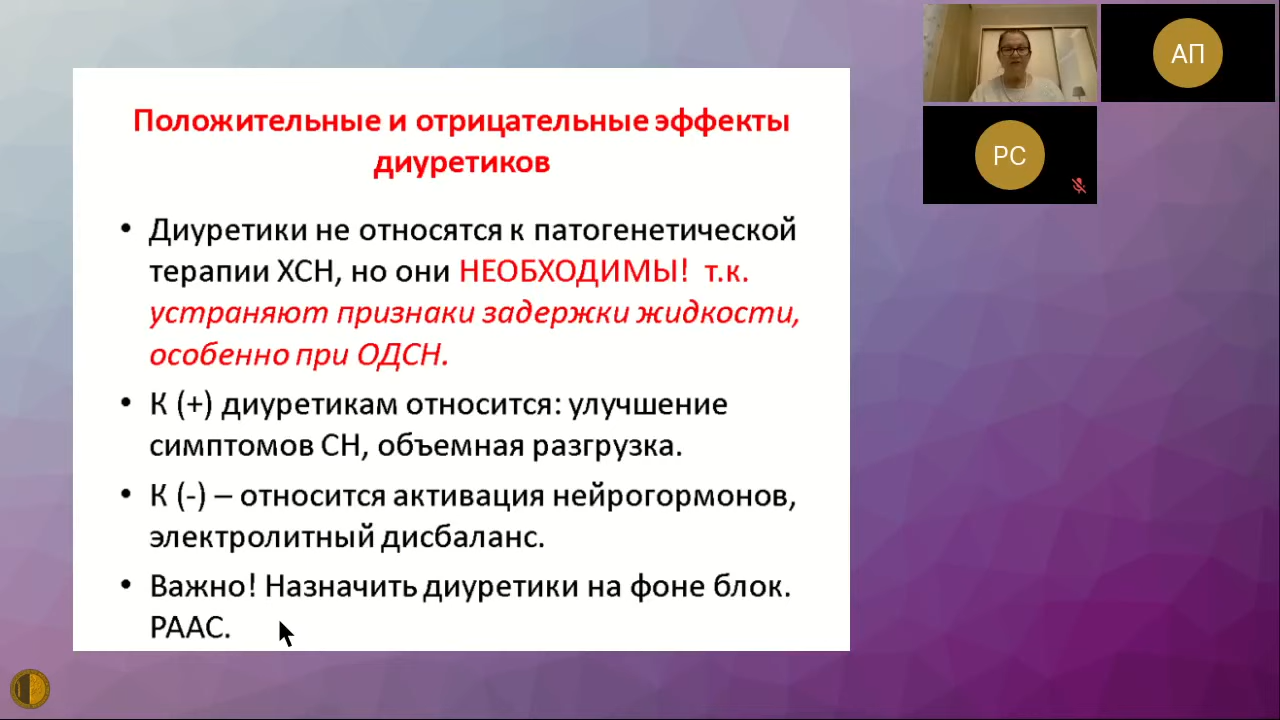 Положительные и отрицательные эффекты
диуретиков
• Диуретики не относятся к патогенетической
терапии ХСН, но они НЕОБХОДИМЫ! т.к.
устраняют признаки задержки жидкости,
особенно при ОДСН.
• К (+) диуретикам относится: улучшение
симптомов СН, объемная разгрузка.
• К (-) – относится активация нейрогормонов,
электролитный дисбаланс.
• Важно! Назначить диуретики на фоне блок.
РААС.
АП
РС